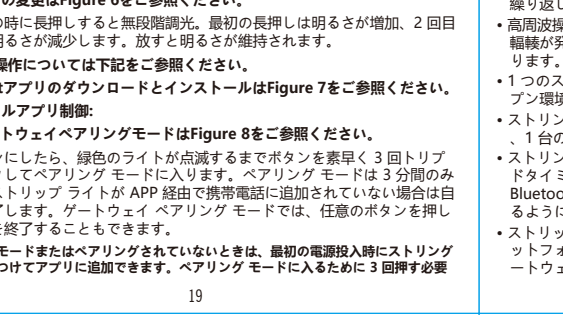 の変更はFigure 6をご参照ください。
の時に長押しすると無段階調光。最初の長押しは明るさが増加、2 回目
明るさが減少します。放すと明るさが維持されます。
操作については下記をご参照ください。
はアプリのダウンロードとインストールはFigure 7をご参照ください。
ルアプリ制御:
トウェイペアリングモードはFigure 8をご参照ください。
ンにしたら、緑色のライトが点滅するまでボタンを素早く 3 回トリプ
してペアリング モードに入ります。ペアリング モードは 3 分間のみ
ストリップ ライトが APP 経由で携帯電話に追加されていない場合は自
了します。ゲートウェイ ペアリング モードでは、任意のボタンを押し
を終了することもできます。
モードまたはペアリングされていないときは、最初の電源投入時にストリング
つけてアプリに追加できます。ペアリング モードに入るために 3 回押す必要
19
繰り返し
• 高周波操
輻輳が発
ります。
• 1 つのス
プン環境
• ストリン
、1 台の
• ストリン
ドタイミ
Bluetoo
るように
• ストリッ
ットフォ
ートウェ